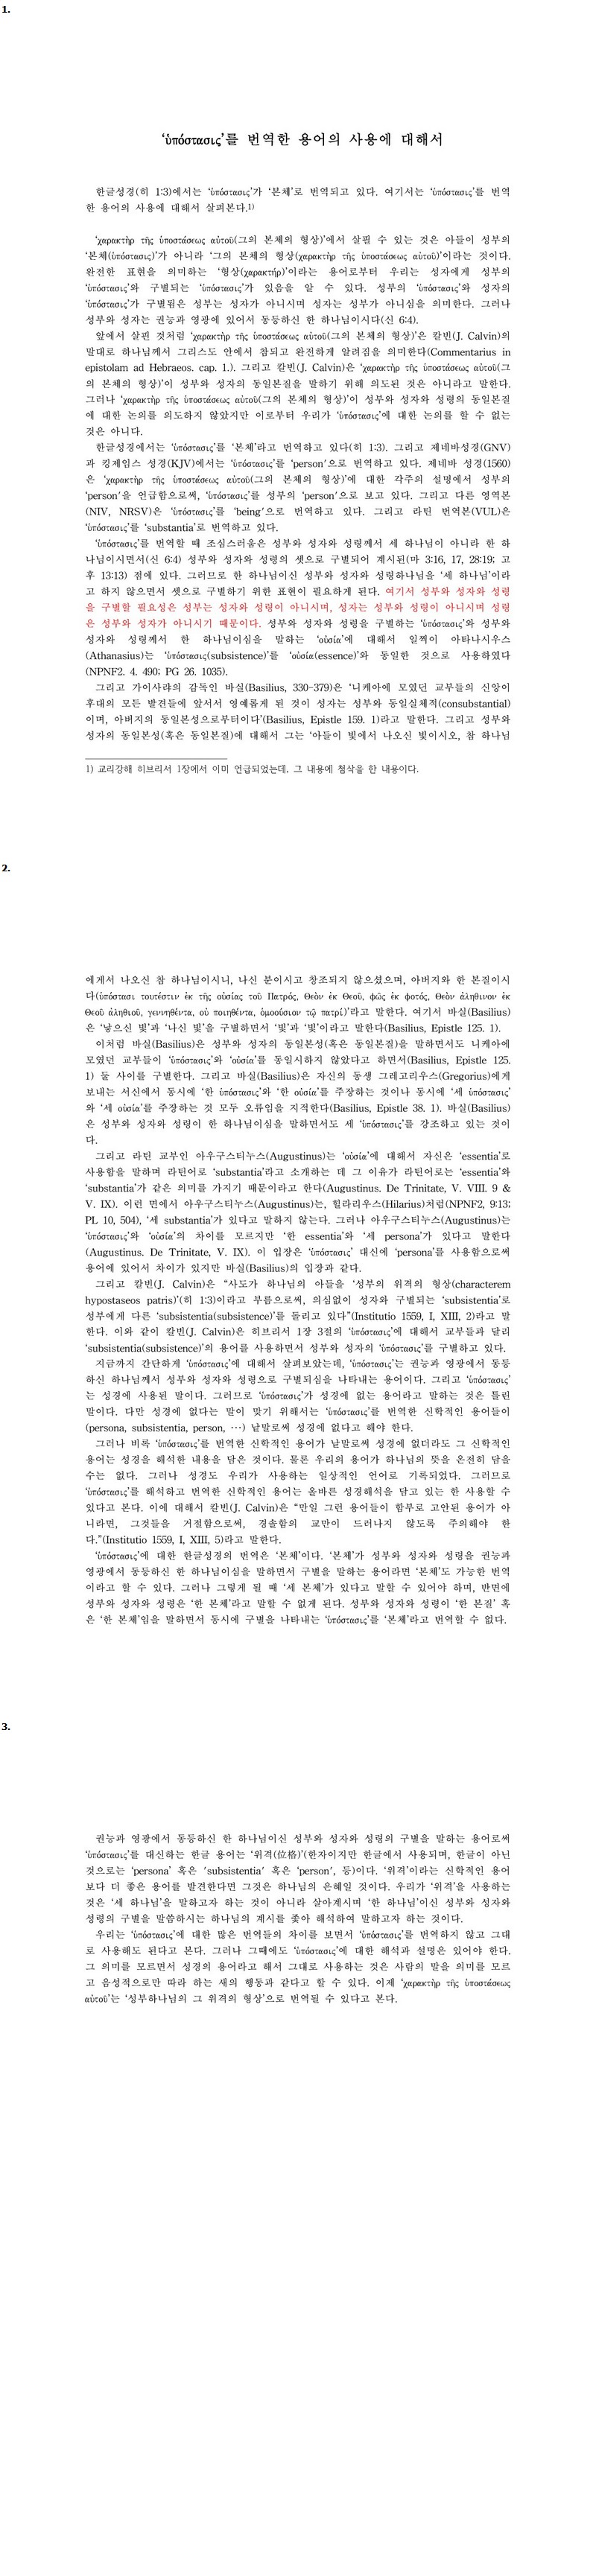 1.
‘ὑπόστασις’를 번역한 용어의 사용에 대해서
한글성경(히 1:3)에서는 ‘ὑπόστασις’가 ‘본체’로 번역되고 있다. 여기서는 ‘ὑπόστασις’를 번역
한 용어의 사용에 대해서 살펴본다.1)
‘χαρακτὴρ τῆς ὑποστάσεως αὐτοῦ(그의 본체의 형상)’에서 살필 수 있는 것은 아들이 성부의
‘본체(ὑπόστασις)’가 아니라 ‘그의 본체의 형상(χαρακτὴρ τῆς ὑποστάσεως αὐτοῦ)’이라는 것이다.
완전한 표현을 의미하는 ‘형상(χαρακτήρ)’이라는 용어로부터 우리는 성자에게 성부의
‘ὑπόστασις’와 구별되는 ‘ὑπόστασις’가 있음을 알 수 있다. 성부의 ‘ὑπόστασις’와 성자의
‘ὑπόστασις’가 구별됨은 성부는 성자가 아니시며 성자는 성부가 아니심을 의미한다. 그러나
성부와 성자는 권능과 영광에 있어서 동등하신 한 하나님이시다(신 6:4).
앞에서 살핀 것처럼 ‘χαρακτὴρ τῆς ὑποστάσεως αὐτοῦ(그의 본체의 형상)’은 칼빈(J. Calvin)의
말대로 하나님께서 그리스도 안에서 참되고 완전하게 알려짐을 의미한다(Commentarius in
epistolam ad Hebraeos. cap. 1.). 그리고 칼빈(J. Calvin)은 ‘χαρακτὴρ τῆς ὑποστάσεως αὐτοῦ(그
의 본체의 형상)’이 성부와 성자의 동일본질을 말하기 위해 의도된 것은 아니라고 말한다.
그러나 ‘χαρακτὴρ τῆς ὑποστάσεως αὐτοῦ(그의 본체의 형상)’이 성부와 성자와 성령의 동일본질
에 대한 논의를 의도하지 않았지만 이로부터 우리가 ‘ὑπόστασις’에 대한 논의를 할 수 없는
것은 아니다.
한글성경에서는 ‘ὑπόστασις’를 ‘본체’라고 번역하고 있다(히 1:3). 그리고 제네바성경(GNV)
과 킹제임스 성경(KJV)에서는 ‘ὑπόστασις’를 ‘person’으로 번역하고 있다. 제네바 성경(1560)
은 ‘χαρακτὴρ τῆς ὑποστάσεως αὐτοῦ(그의 본체의 형상)’에 대한 각주의 설명에서 성부의
‘person’을 언급함으로써, ‘ὑπόστασις’를 성부의 ‘person’으로 보고 있다. 그리고 다른 영역본
(NIV, NRSV)은 ‘ὑπόστασις’를 ‘being’으로 번역하고 있다. 그리고 라틴 번역본(VUL)은
‘ὑπόστασις’를 ‘substantia’로 번역하고 있다.
‘ὑπόστασις’를 번역할 때 조심스러움은 성부와 성자와 성령께서 세 하나님이 아니라 한 하
나님이시면서(신 6:4) 성부와 성자와 성령의 셋으로 구별되어 계시된(마 3:16, 17, 28:19; 고
후 13:13) 점에 있다. 그러므로 한 하나님이신 성부와 성자와 성령하나님을 ‘세 하나님’이라
고 하지 않으면서 셋으로 구별하기 위한 표현이 필요하게 된다. 여기서 성부와 성자와 성령
을 구별할 필요성은 성부는 성자와 성령이 아니시며, 성자는 성부와 성령이 아니시며 성령
은 성부와 성자가 아니시기 때문이다. 성부와 성자와 성령을 구별하는 ‘ὑπόστασις’와 성부와
성자와 성령께서 한 하나님이심을 말하는 ‘οὐσία’에 대해서 일찍이 아타나시우스
(Athanasius)는 ‘ὑπόστασις(subsistence)’를 ‘οὐσία(essence)’와 동일한 것으로 사용하였다
(NPNF2. 4. 490; PG 26. 1035).
그리고 가이사랴의 감독인 바실(Basilius, 330-379)은 ‘니케아에 모였던 교부들의 신앙이
후대의 모든 발견들에 앞서서 영예롭게 된 것이 성자는 성부와 동일실체적(consubstantial)
이며, 아버지의 동일본성으로부터이다’(Basilius, Epistle 159. 1)라고 말한다. 그리고 성부와
성자의 동일본성(혹은 동일본질)에 대해서 그는 ‘아들이 빛에서 나오신 빛이시오, 참 하나님
1) 교리강해 히브리서 1장에서 이미 언급되었는데, 그 내용에 첨삭을 한 내용이다.
2.
에게서 나오신 참 하나님이시니, 나신 분이시고 창조되지 않으셨으며, 아버지와 한 본질이시
다(ὑπόστασι τουτέστιν ἐκ τῆς οὐσίας τοῦ Πατρός, Θεὸν ἐκ Θεοῦ, φῶς ἐκ φοτός, Θεὸν ἀληθινον ἐκ
Θεοῦ ἀληθιοῦ, γεννηθέντα, οὐ ποιηθέντα, ὁμοούσιον τῷ πατρί)’라고 말한다. 여기서 바실(Basilius)
은 ‘낳으신 빛’과 ‘나신 빛’을 구별하면서 ‘빛’과 ‘빛’이라고 말한다(Basilius, Epistle 125. 1).
이처럼 바실(Basilius)은 성부와 성자의 동일본성(혹은 동일본질)을 말하면서도 니케아에
모였던 교부들이 ‘ὑπόστασις’와 ‘οὐσία’를 동일시하지 않았다고 하면서(Basilius, Epistle 125.
1) 둘 사이를 구별한다. 그리고 바실(Basilius)은 자신의 동생 그레고리우스(Gregorius)에게
보내는 서신에서 동시에 ‘한 ὑπόστασις’와 ‘한 οὐσία’를 주장하는 것이나 동시에 ‘세 ὑπόστασις’
와 ‘세 οὐσία’를 주장하는 것 모두 오류임을 지적한다(Basilius, Epistle 38. 1). 바실(Basilius)
은 성부와 성자와 성령이 한 하나님이심을 말하면서도 세 ‘ὑπόστασις’를 강조하고 있는 것이
다.
그리고 라틴 교부인 아우구스티누스(Augustinus)는 ‘οὐσία’에 대해서 자신은 ‘essentia’로
사용함을 말하며 라틴어로 ‘substantia’라고 소개하는 데 그 이유가 라틴어로는 ‘essentia’와
‘substantia’가 같은 의미를 가지기 때문이라고 한다(Augustinus. De Trinitate, V. VIII. 9 &
V. IX). 이런 면에서 아우구스티누스(Augustinus)는, 힐라리우스(Hilarius)처럼(NPNF2, 9:13;
PL 10, 504), ‘세 substantia’가 있다고 말하지 않는다. 그러나 아우구스티누스(Augustinus)는
‘ὑπόστασις’와 ‘οὐσία’의 차이를 모르지만 ‘한 essentia’와 ‘세 persona’가 있다고 말한다
(Augustinus. De Trinitate, V. IX). 이 입장은 ‘ὑπόστασις’ 대신에 ‘persona’를 사용함으로써
용어에 있어서 차이가 있지만 바실(Basilius)의 입장과 같다.
그리고 칼빈(J. Calvin)은 “사도가 하나님의 아들을 ‘성부의 위격의 형상(characterem
hypostaseos patris)’(히 1:3)이라고 부름으로써, 의심없이 성자와 구별되는 ‘subsistentia’로
성부에게 다른 ‘subsistentia(subsistence)’를 돌리고 있다”(Institutio 1559, I, XIII, 2)라고 말
한다. 이와 같이 칼빈(J. Calvin)은 히브리서 1장 3절의 ‘ὑπόστασις’에 대해서 교부들과 달리
‘subsistentia(subsistence)’의 용어를 사용하면서 성부와 성자의 ‘ὑπόστασις’를 구별하고 있다.
지금까지 간단하게 ‘ὑπόστασις’에 대해서 살펴보았는데, ‘ὑπόστασις’는 권능과 영광에서 동등
하신 하나님께서 성부와 성자와 성령으로 구별되심을 나타내는 용어이다. 그리고 ‘ὑπόστασις’
는 성경에 사용된 말이다. 그러므로 ‘ὑπόστασις’가 성경에 없는 용어라고 말하는 것은 틀린
말이다. 다만 성경에 없다는 말이 맞기 위해서는 ‘ὑπόστασις’를 번역한 신학적인 용어들이
(persona, subsistentia, person, …) 낱말로써 성경에 없다고 해야 한다.
그러나 비록 ‘ὑπόστασις’를 번역한 신학적인 용어가 낱말로써 성경에 없더라도 그 신학적인
용어는 성경을 해석한 내용을 담은 것이다. 물론 우리의 용어가 하나님의 뜻을 온전히 담을
수는 없다. 그러나 성경도 우리가 사용하는 일상적인 언어로 기록되었다. 그러므로
‘ὑπόστασις’를 해석하고 번역한 신학적인 용어는 올바른 성경해석을 담고 있는 한 사용할 수
있다고 본다. 이에 대해서 칼빈(J. Calvin)은 “만일 그런 용어들이 함부로 고안된 용어가 아
니라면, 그것들을 거절함으로써, 경솔함의 교만이 드러나지 않도록 주의해야 한
다.”(Institutio 1559, I, XIII, 5)라고 말한다.
‘ὑπόστασις’에 대한 한글성경의 번역은 ‘본체’이다. ‘본체’가 성부와 성자와 성령을 권능과
영광에서 동등하신 한 하나님이심을 말하면서 구별을 말하는 용어라면 ‘본체’도 가능한 번역
이라고 할 수 있다. 그러나 그렇게 될 때 ‘세 본체’가 있다고 말할 수 있어야 하며, 반면에
성부와 성자와 성령은 ‘한 본체’라고 말할 수 없게 된다. 성부와 성자와 성령이 ‘한 본질’ 혹
은 ‘한 본체’임을 말하면서 동시에 구별을 나타내는 ‘ὑπόστασις’를 ‘본체’라고 번역할 수 없다.
3.
권능과 영광에서 동등하신 한 하나님이신 성부와 성자와 성령의 구별을 말하는 용어로써
‘ὑπόστασις’를 대신하는 한글 용어는 ‘위격(位格)’(한자이지만 한글에서 사용되며, 한글이 아닌
것으로는 ‘persona’ 혹은 ‘subsistentia’ 혹은 ‘person’, 등)이다. ‘위격’이라는 신학적인 용어
보다 더 좋은 용어를 발견한다면 그것은 하나님의 은혜일 것이다. 우리가 ‘위격’을 사용하는
것은 ‘세 하나님’을 말하고자 하는 것이 아니라 살아계시며 ‘한 하나님’이신 성부와 성자와
성령의 구별을 말씀하시는 하나님의 계시를 좇아 해석하여 말하고자 하는 것이다.
우리는 ‘ὑπόστασις’에 대한 많은 번역들의 차이를 보면서 ‘ὑπόστασις’를 번역하지 않고 그대
로 사용해도 된다고 본다. 그러나 그때에도 ‘ὑπόστασις’에 대한 해석과 설명은 있어야 한다.
그 의미를 모르면서 성경의 용어라고 해서 그대로 사용하는 것은 사람의 말을 의미를 모르
고 음성적으로만 따라 하는 새의 행동과 같다고 할 수 있다. 이제 ‘χαρακτὴρ τῆς ὑποστάσεως
αὐτοῦ’는 ‘성부하나님의 그 위격의 형상’으로 번역될 수 있다고 본다.